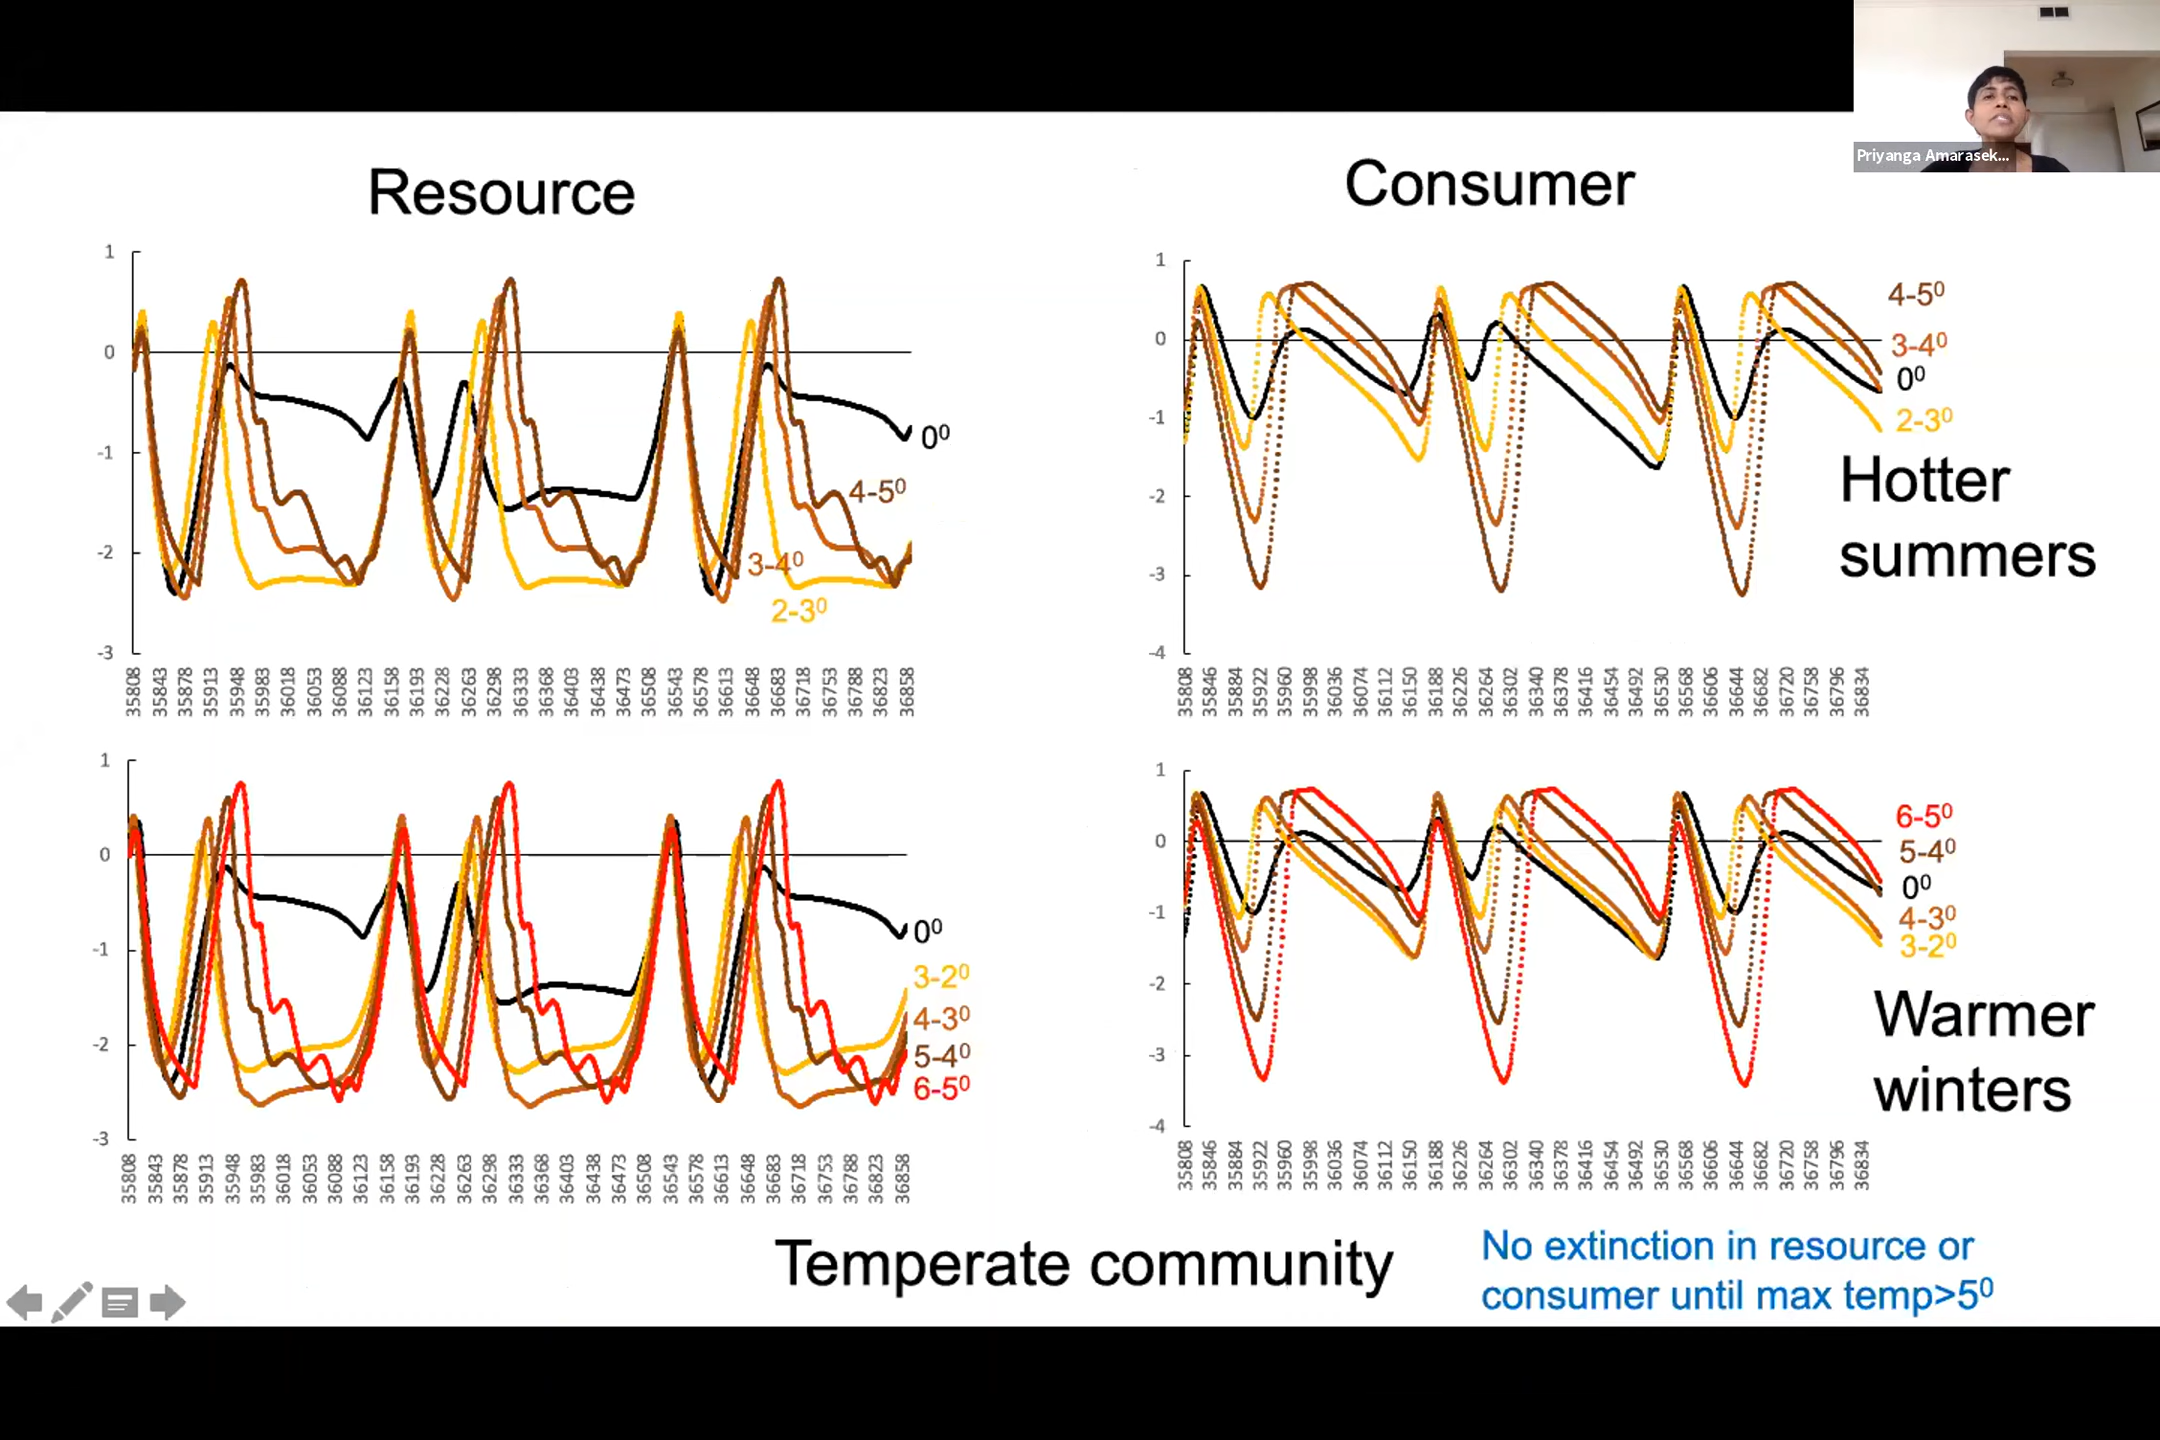 Priyanga Amarasek...
Resource
Consumer
1
0
-1
-2
-3
0⁰
4-5⁰
3-4⁰
2-3⁰
35808 35843 35878 35913 35948 35983 36018 36053 36088 36123 36158 36193 36228 36263 36298 36333 36368 36403 36438 36473 36508 36543 36578 36613 36648 36683 36718 36753 36788 36823 36858
1
0
-1
-2
-3
-4
4-5⁰
3-4⁰
0⁰
2-3⁰
Hotter
summers
35808 35846 35884 35922 35960 35998 36036 36074 36112 36150 36188 36226 36264 36302 36340 36378 36416 36454 36492 36530 36568 36606 36644 36682 36720 36758 36796 36834
1
0
-1
-2
-3
0⁰
3-2⁰
4-3⁰
5-4⁰
6-5⁰
35808 35843 35878 35913 35948 35983 36018 36053 36088 36123 36158 36193 36228 36263 36298 36333 36368 36403 36438 36473 36508 36543 36578 36613 36648 36683 36718 36753 36788 36823 36858
1
0
-1
-2
-3
-4
6-5⁰
5-4⁰
0⁰
4-3⁰
3-2⁰
Warmer
winters
35808 35846 35884 35922 35960 35998 36036 36074 36112 36150 36188 36226 36264 36302 36340 36378 36416 36454 36492 36530 36568 36606 36644 36682 36720 36758 36796 36834
Temperate community
No extinction in resource or
consumer until max temp>5⁰